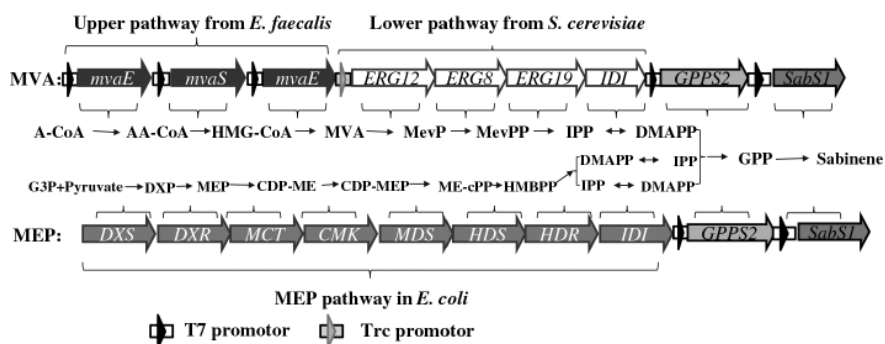 Upper pathway from E. faecalis Lower pathway from S. cerevisiae
MVA: mvaE mvaS mvaE ERG12 ERG8 ERG19 IDI GPPS2 SabS1
A-CoA AA-CoA HMG-CoA MVA MevP MevPP IPP DMAPP
DMAPP IPP GPP Sabinene
G3P+Pyruvate DXP MEP CDP-ME CDP-MEP ME-cPP HMBPP IPP DMAPP
MEP: DXS DXR MCT CMK MDS HDS HDR IDI GPPS2 SabS1
MEP pathway in E. coli
T7 promotor Trc promotor